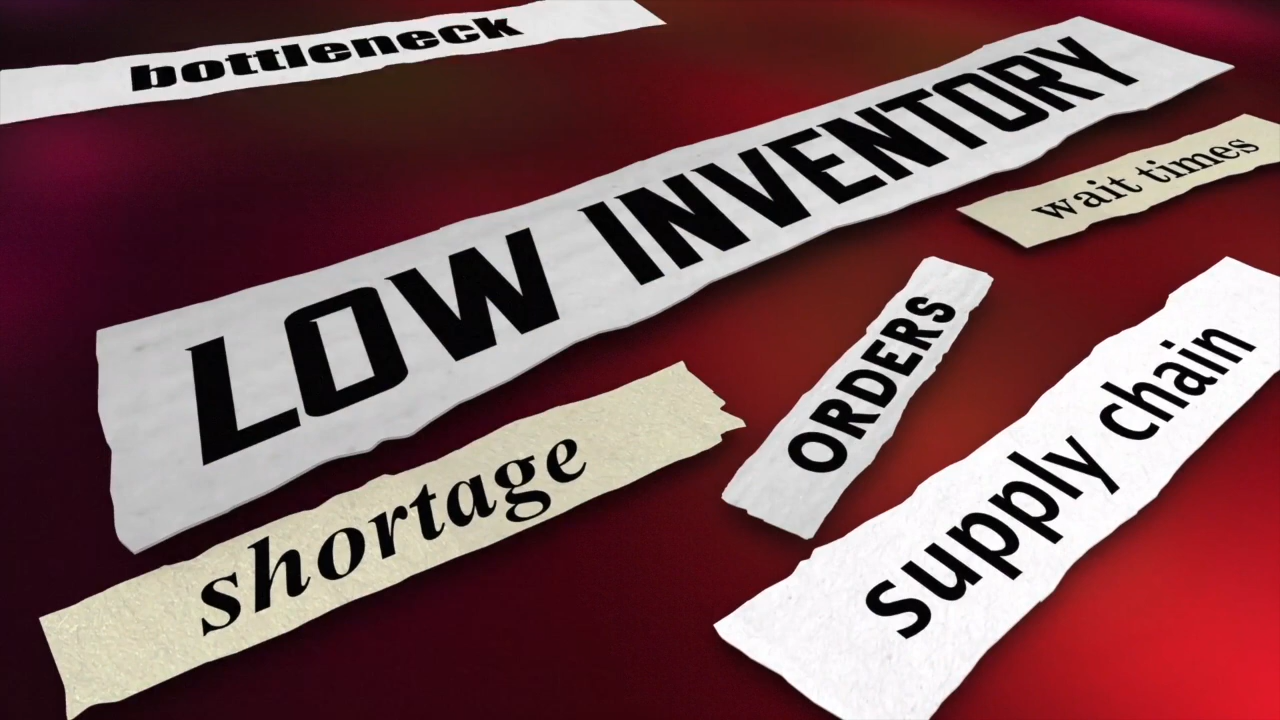 bottleneck
LOW INVENTORY
wait times
ORDERS
shortage
supply chain